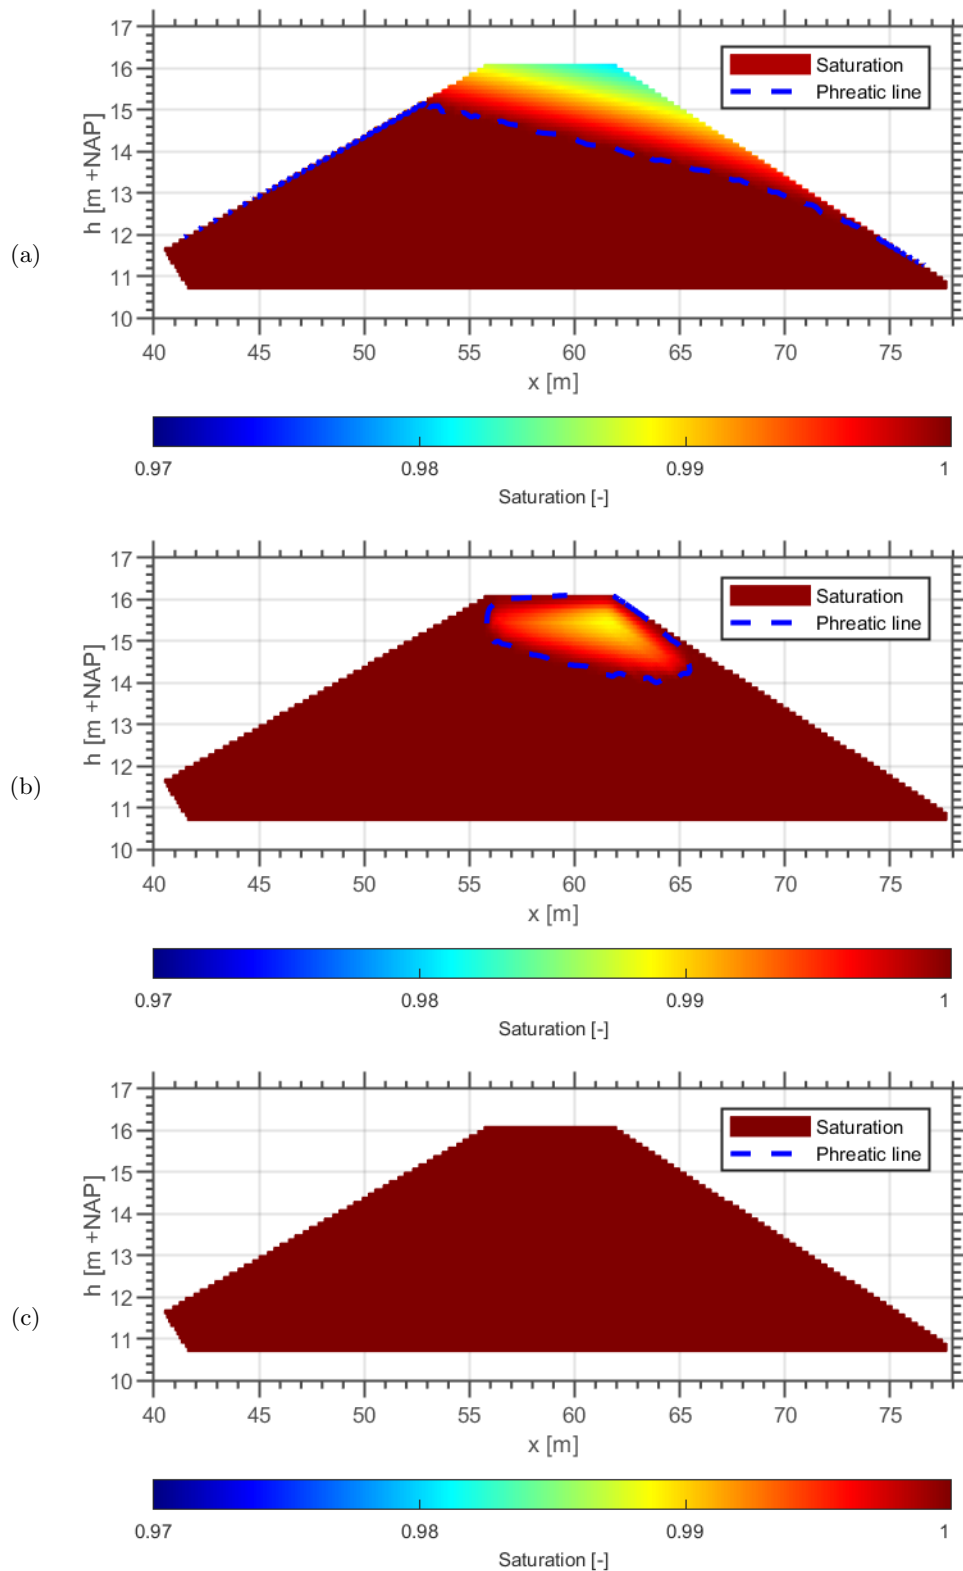 17
16
15
14
13
12
11
10
h [m +NAP]
(a)
Saturation
Phreatic line
40 45 50 55 60 65 70 75
x [m]
0.97 0.98 0.99 1
Saturation [-]
17
16
15
14
13
12
11
10
h [m +NAP]
(b)
Saturation
Phreatic line
40 45 50 55 60 65 70 75
x [m]
0.97 0.98 0.99 1
Saturation [-]
17
16
15
14
13
12
11
10
h [m +NAP]
(c)
Saturation
Phreatic line
40 45 50 55 60 65 70 75
x [m]
0.97 0.98 0.99 1
Saturation [-]